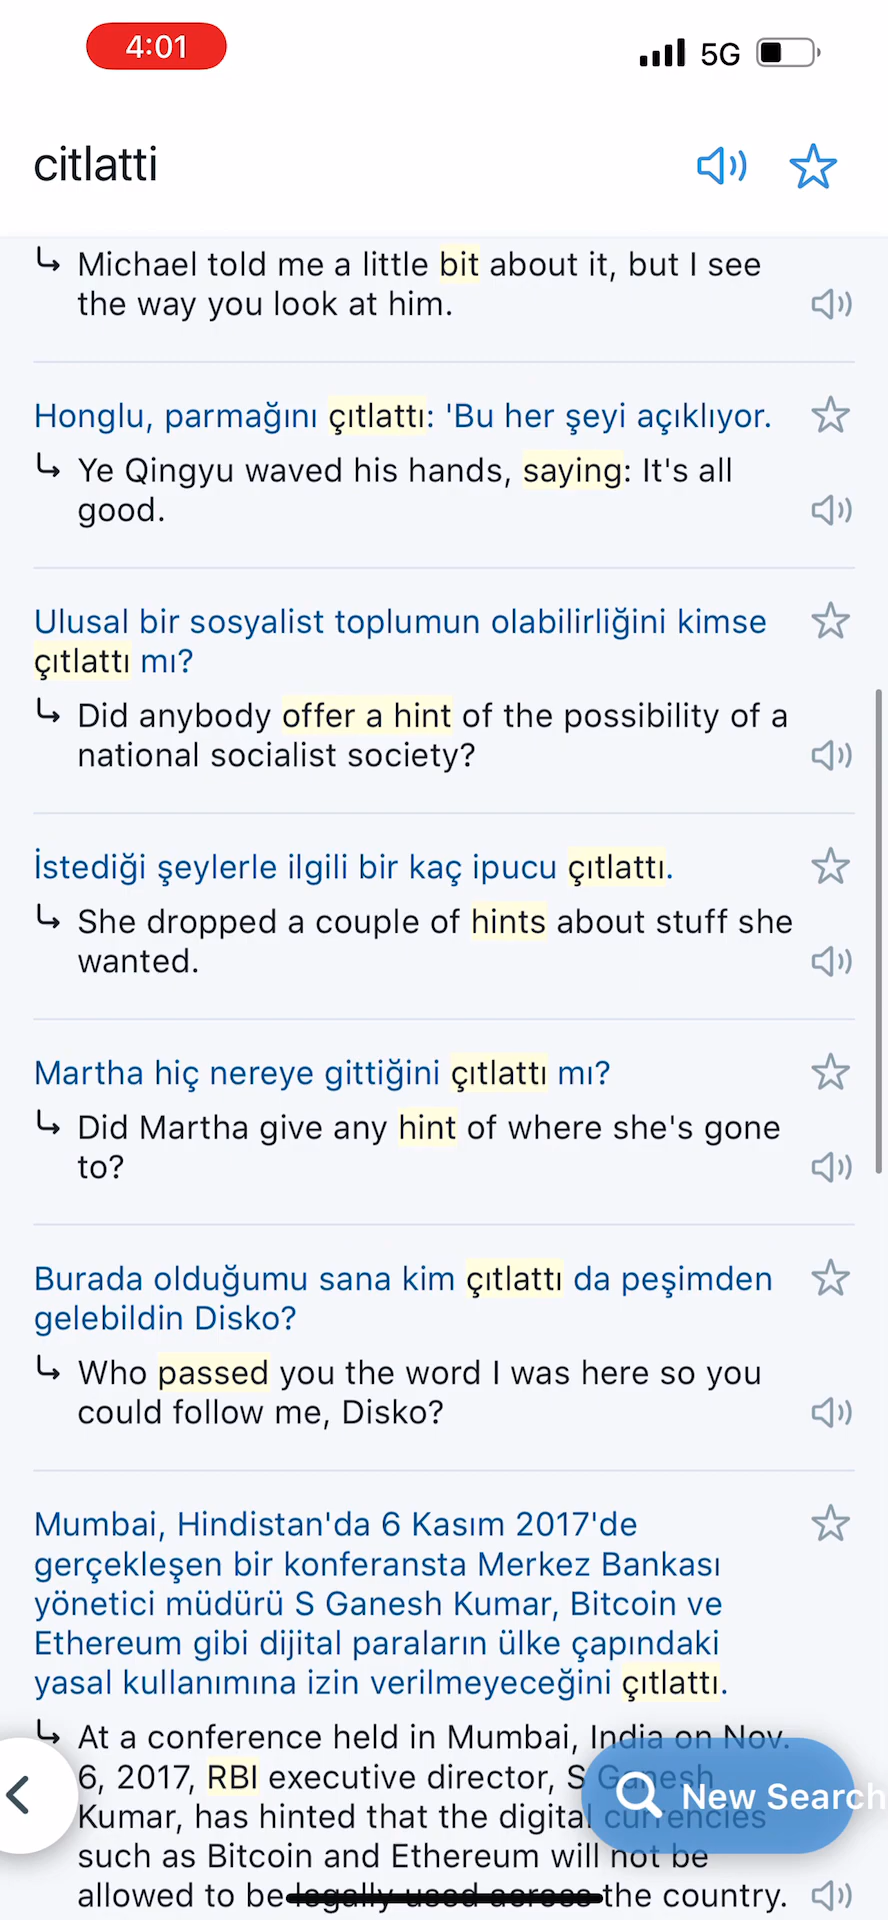 4:01
5G
citlatti
Michael told me a little bit about it, but I see
the way you look at him.
Honglu, parmağını çıtlattı: 'Bu her şeyi açıklıyor.
Ye Qingyu waved his hands, saying: It's all
good.
Ulusal bir sosyalist toplumun olabilirliğini kimse
çıtlattı mı?
Did anybody offer a hint of the possibility of a
national socialist society?
İstediği şeylerle ilgili bir kaç ipucu çıtlattı.
She dropped a couple of hints about stuff she
wanted.
Martha hiç nereye gittiğini çıtlattı mı?
Did Martha give any hint of where she's gone
to?
Burada olduğumu sana kim çıtlattı da peşimden
gelebildin Disko?
Who passed you the word I was here so you
could follow me, Disko?
Mumbai, Hindistan'da 6 Kasım 2017'de
gerçekleşen bir konferansta Merkez Bankası
yönetici müdürü S Ganesh Kumar, Bitcoin ve
Ethereum gibi dijital paraların ülke çapındaki
yasal kullanımına izin verilmeyeceğini çıtlattı.
At a conference held in Mumbai, India on Nov.
6, 2017, RBI executive director, S Ganesh
Kumar, has hinted that the digital currencies
New Search
such as Bitcoin and Ethereum will not be
allowed to be legally used across the country.